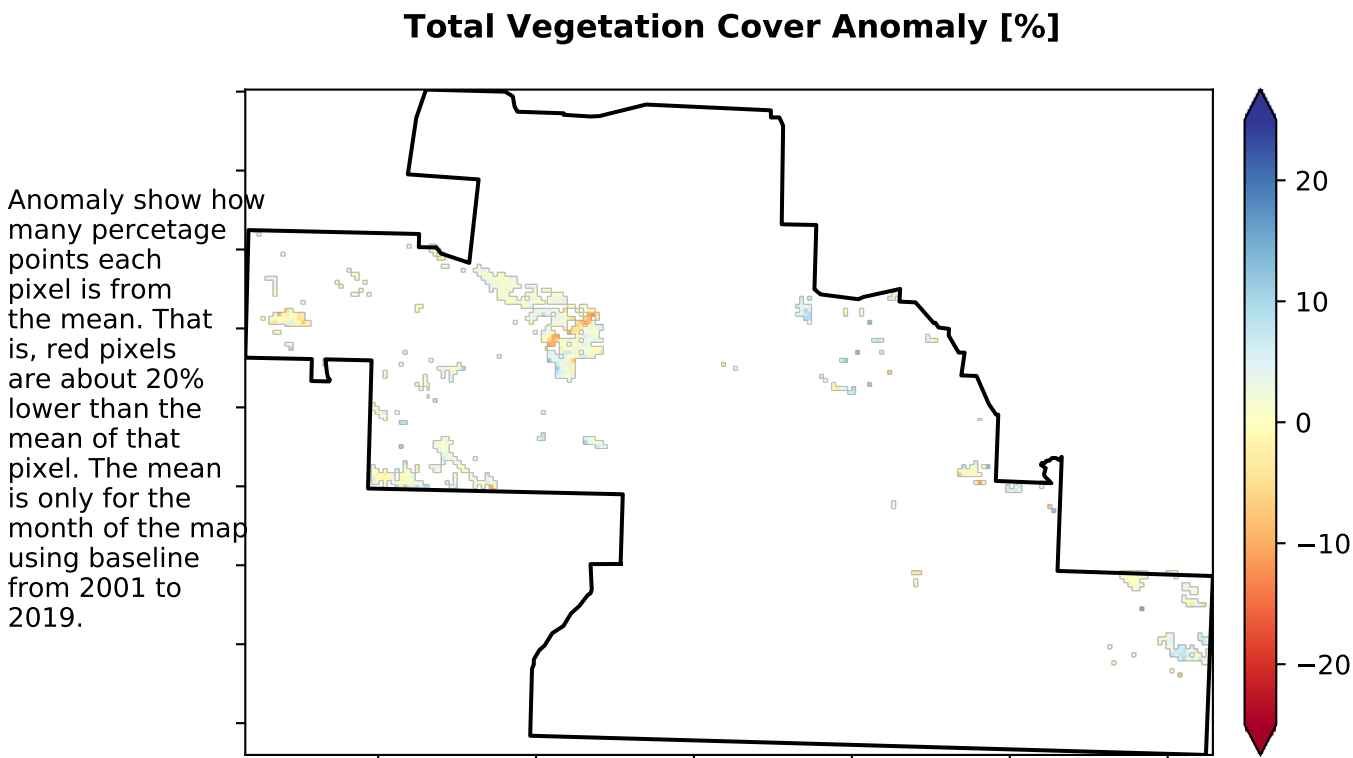 Total Vegetation Cover Anomaly [%]
Anomaly show how
many percetage
points each
pixel is from
the mean. That
is, red pixels
are about 20%
lower than the
mean of that
pixel. The mean
is only for the
month of the map
using baseline
from 2001 to
2019.
20
10
0
−10
−20